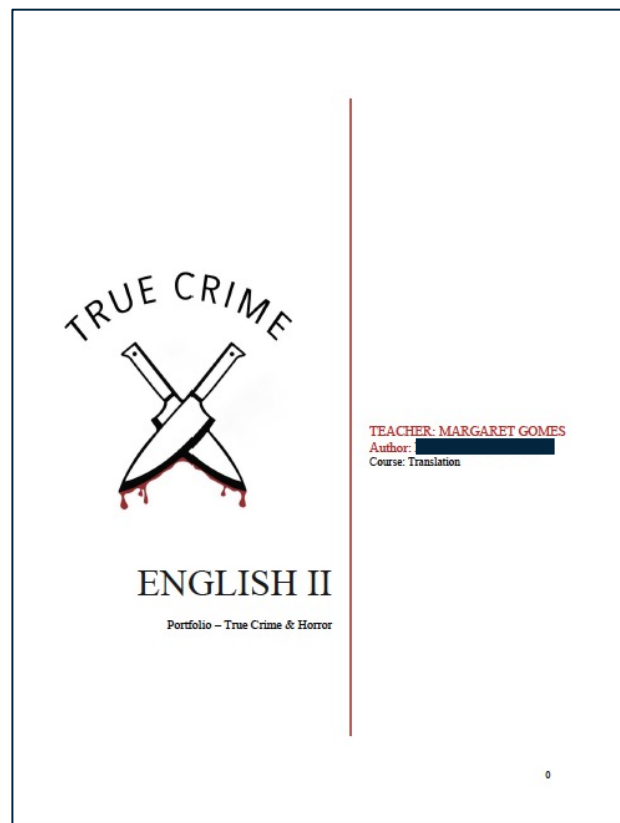 TRUE CRIME
ENGLISH II
Portfolio – True Crime & Horror
TEACHER: MARGARET GOMES
Author:
Course: Translation
0